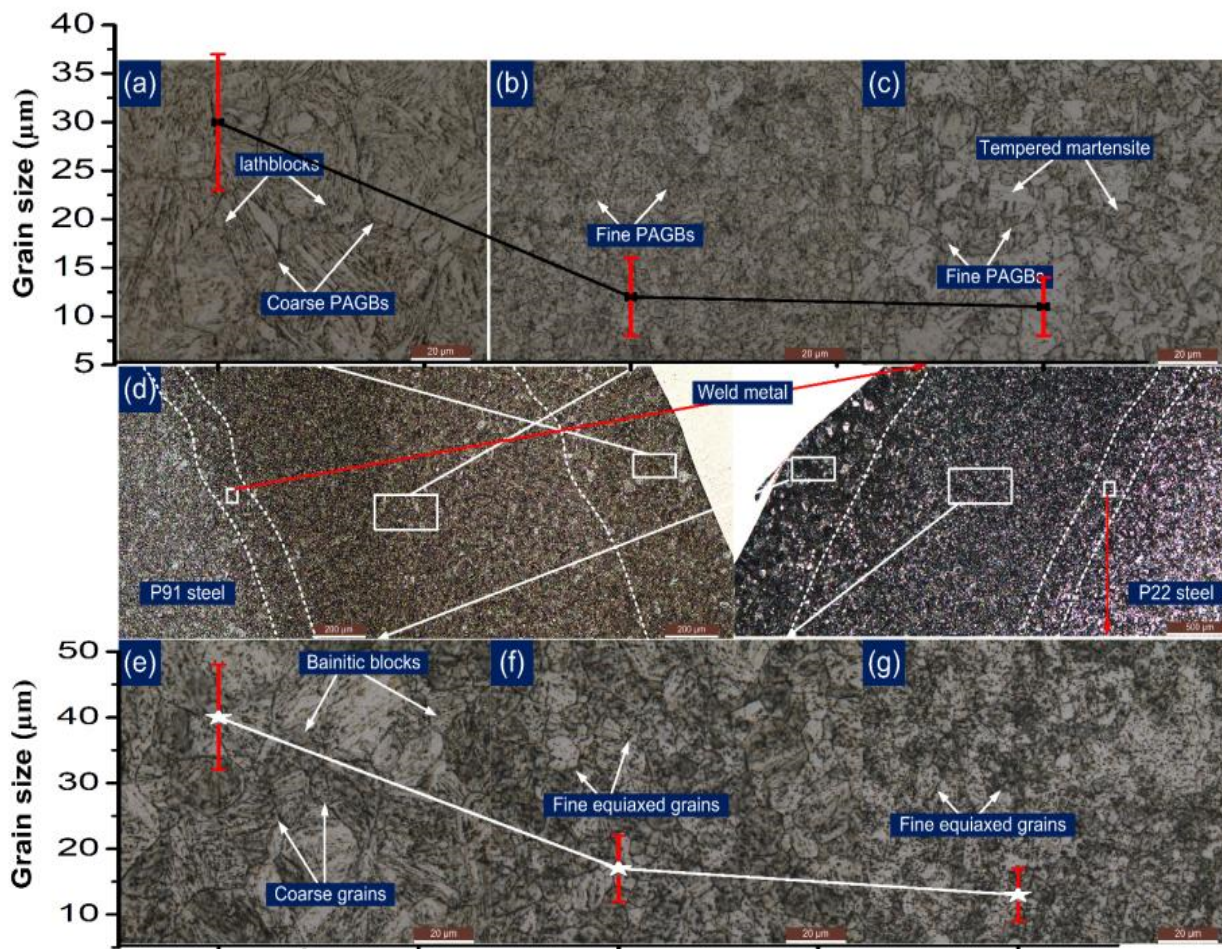 Grain size (µm)
40
35
30
25
20
15
10
5
(a)
lathblocks
Coarse PAGBs
20 µm
(b)
Fine PAGBs
20 µm
(c)
Tempered martensite
Fine PAGBs
20 µm
(d)
Weld metal
P91 steel
200 µm
200 µm
P22 steel
500 µm
Grain size (µm)
50
40
30
20
10
(e)
Bainitic blocks
Coarse grains
20 µm
(f)
Fine equiaxed grains
20 µm
(g)
Fine equiaxed grains
20 µm